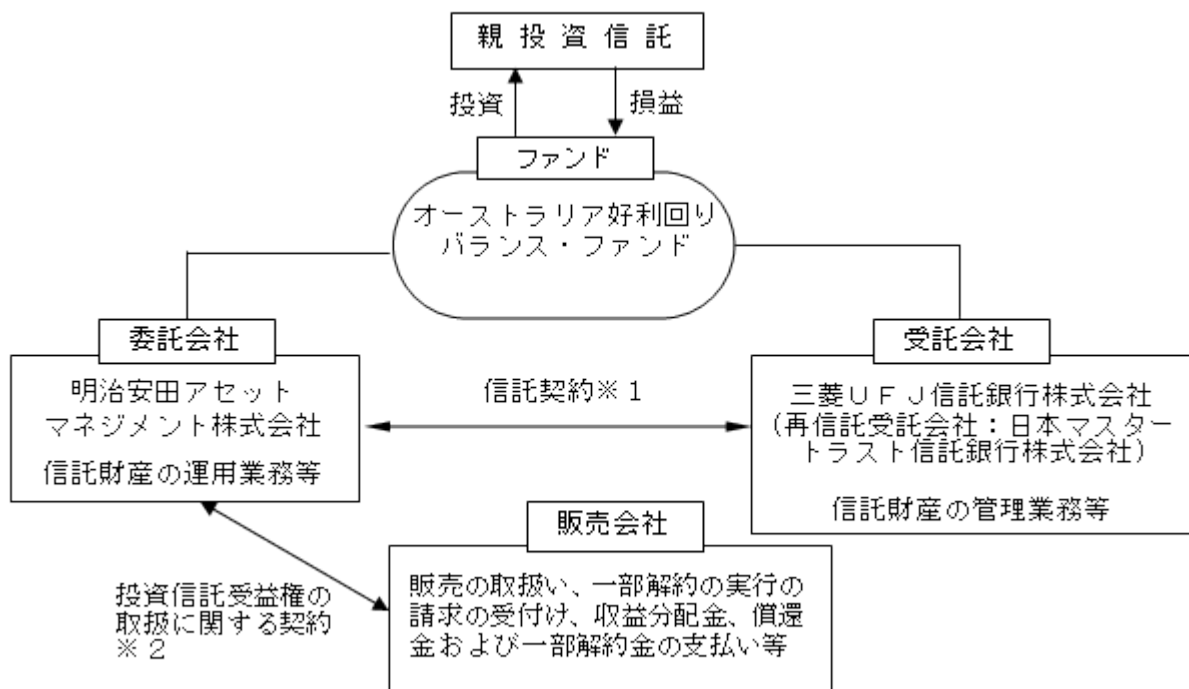 親投資信託
投資
損益
ファンド
オーストラリア好利回り
バランス・ファンド
委託会社
明治安田アセット
マネジメント株式会社
信託財産の運用業務等
信託契約※１
受託会社
三菱ＵＦＪ信託銀行株式会社
（再信託受託会社：日本マスター
トラスト信託銀行株式会社）
信託財産の管理業務等
投資信託受益権の
取扱に関する契約
※２
販売会社
販売の取扱い、一部解約の実行の
請求の受付け、収益分配金、償還
金および一部解約金の支払い等